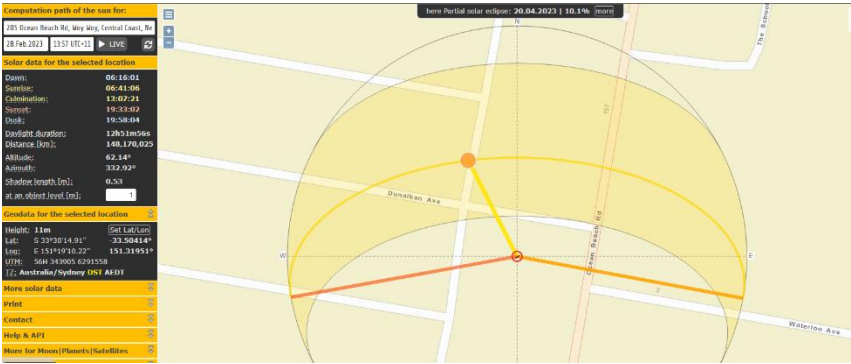 Computation path of the sun for:
205 Ocean Beach Rd, Woy Woy, Central Coast, Ne
28.Feb.2023 13:57 UTC+11 LIVE
Solar data for the selected location
Dawn: 06:16:01
Sunrise: 06:41:06
Culmination: 13:07:21
Sunset: 19:33:02
Dusk: 19:58:04
Daylight duration: 12h51m56s
Distance [km]: 148,170,025
Altitude: 62.14°
Azimuth: 332.92°
Shadow length [m]: 0.53
at an object level [m]: 1
Geodata for the selected location
Height: 11m Set Lat/Lon
Lat: S 33°30'14.91" -33.50414°
Lng: E 151°19'10.22" 151.31951°
UTM: 56H 343905 6291558
TZ: Australia/Sydney DST AEDT
More solar data
Print
Contact
Help & API
More for Moon|Planets|Satellites
here Partial solar eclipse: 20.04.2023 | 10.1% more
N
The School
Dunalban Ave
Ocean Beach Rd
W
E
2
Waterloo Ave